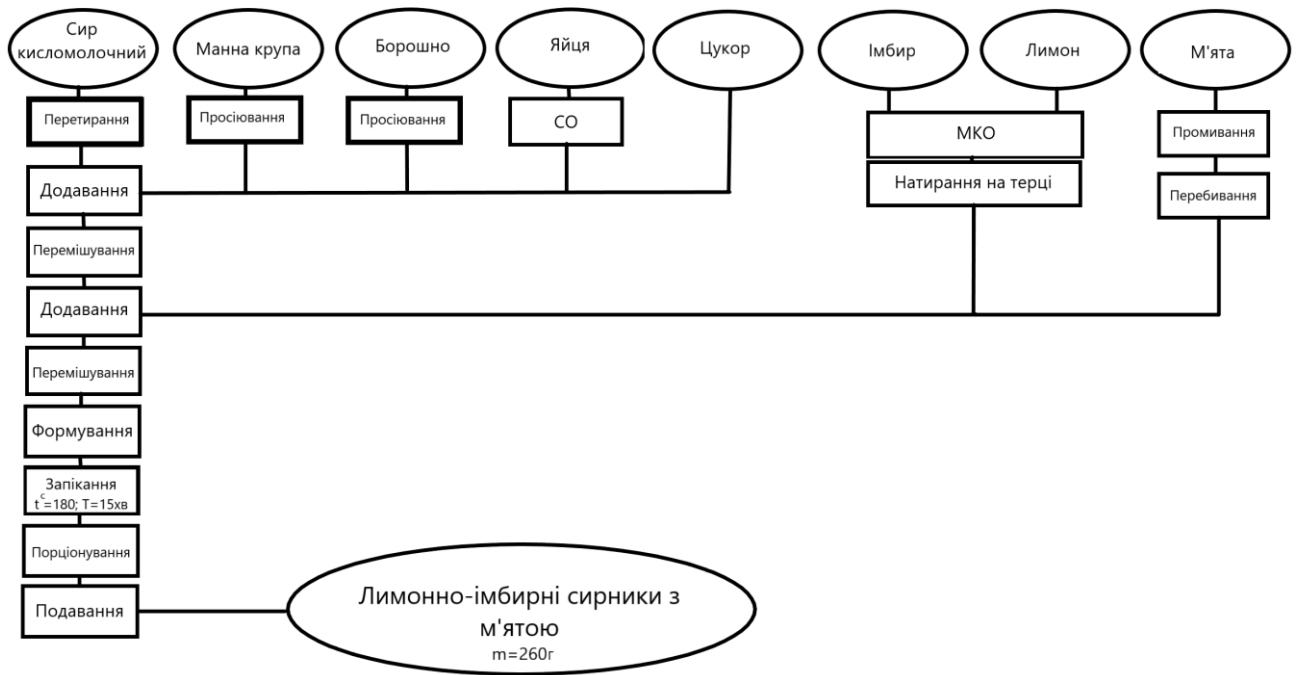 Сир
кисломолочний
Манна крупа
Борошно
Яйця
Цукор
Імбир
Лимон
М'ята
Перетирання
Просіювання
Просіювання
СО
МКО
Промивання
Додавання
Натирання на терці
Перебивання
Перемішування
Додавання
Перемішування
Формування
Запікання
t^c=180; T=15хв
Порціонування
Подавання
Лимонно-імбирні сирники з
м'ятою
m=260г